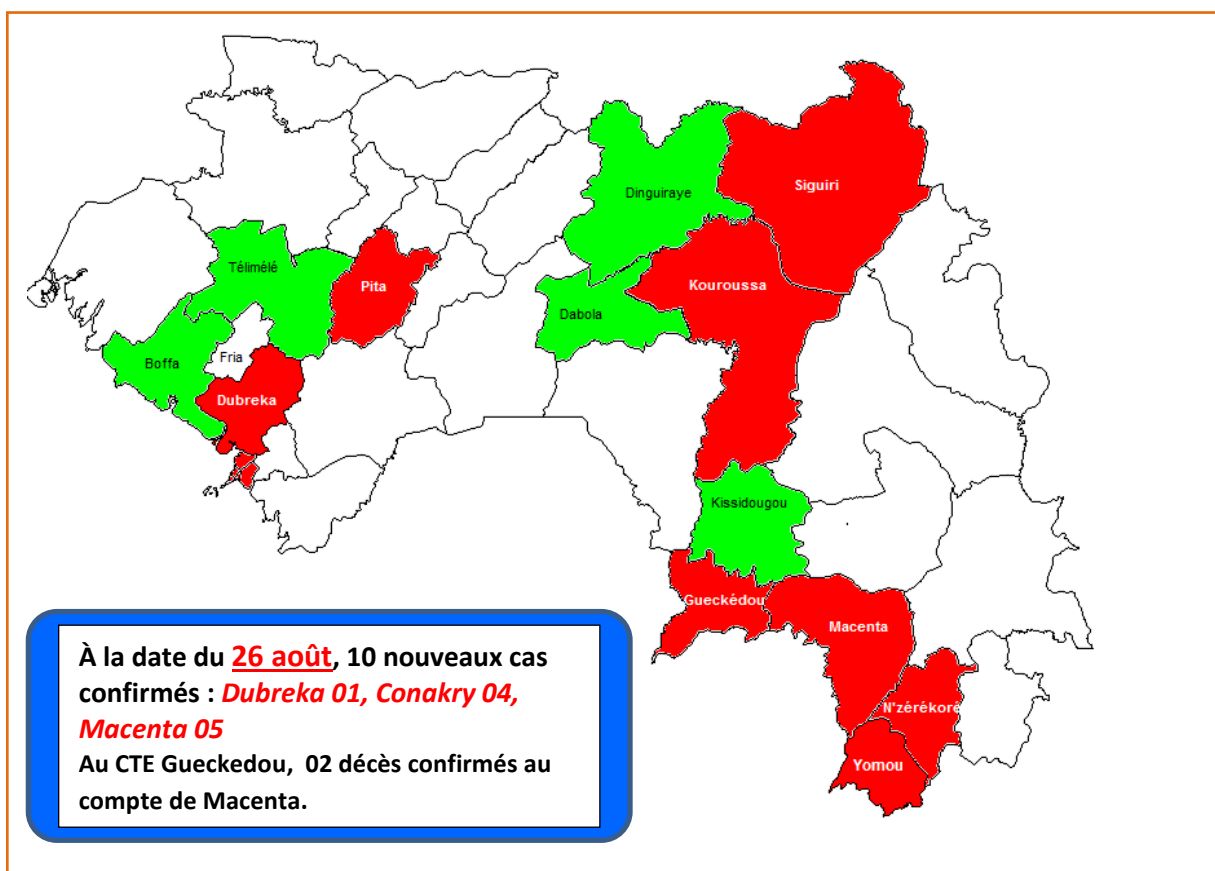 Siguiri
Dinguiraye
Télimélé
Pita
Kouroussa
Dabola
Boffa
Fria
Dubreka
Kissidougou
Gueckédou
Macenta
N'zérékoré
Yomou
À la date du 26 août, 10 nouveaux cas
confirmés : Dubreka 01, Conakry 04,
Macenta 05
Au CTE Gueckedou, 02 décès confirmés au
compte de Macenta.